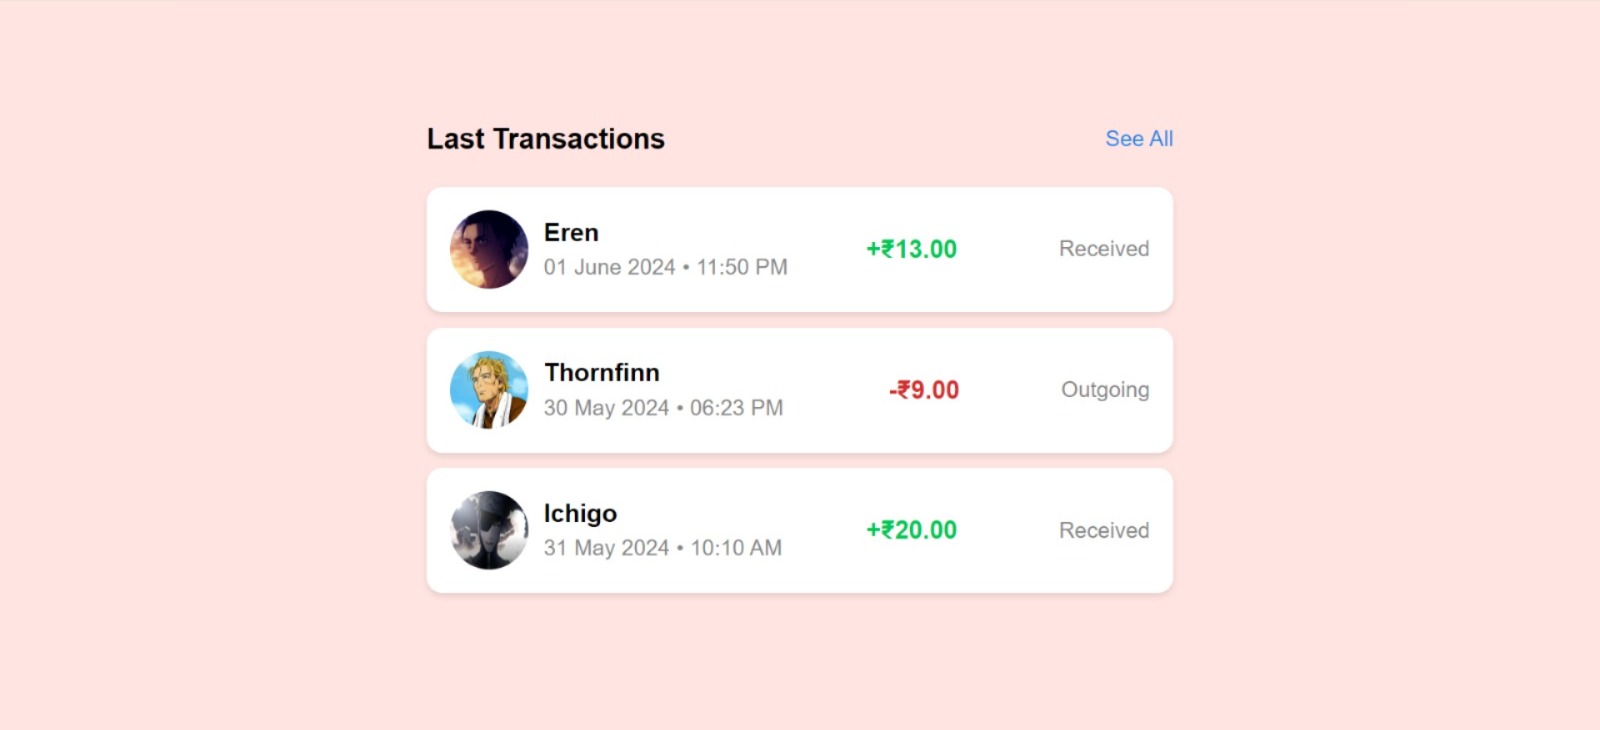 Last Transactions See All
Eren
01 June 2024 • 11:50 PM
+₹13.00
Received
Thornfinn
30 May 2024 • 06:23 PM
-₹9.00
Outgoing
Ichigo
31 May 2024 • 10:10 AM
+₹20.00
Received